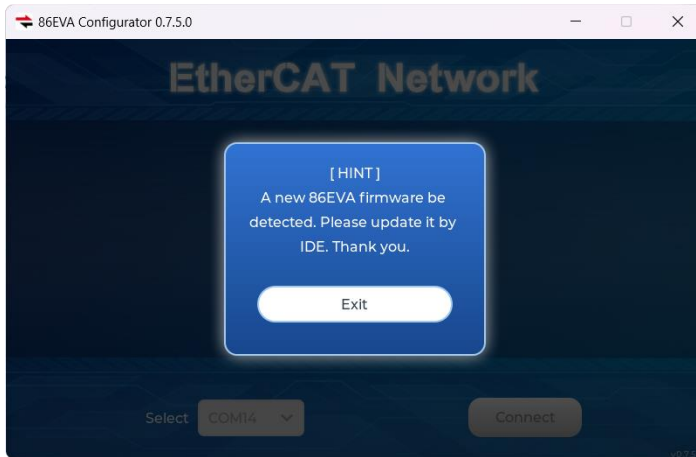 86EVA Configurator 0.7.5.0
EtherCAT Network
[ HINT ]
A new 86EVA firmware be
detected. Please update it by
IDE. Thank you.
Exit
Select COM14 Connect